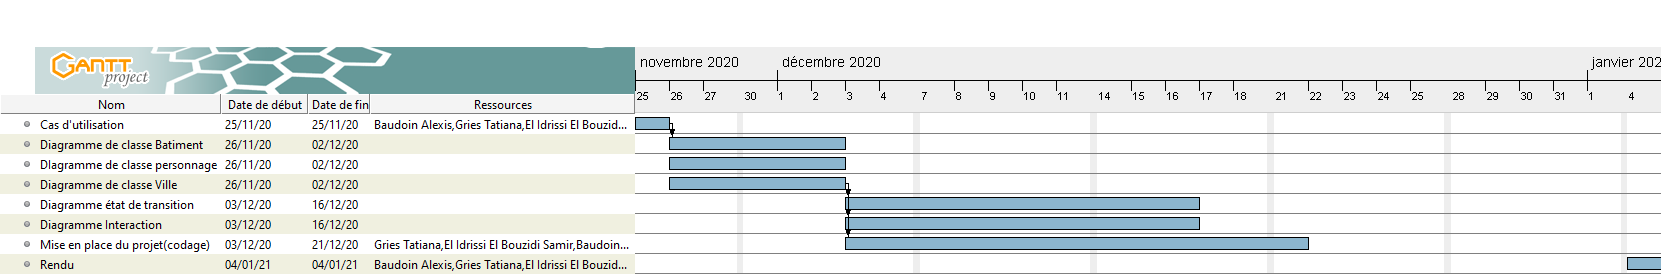 GANTT
project
novembre 2020 décembre 2020 janvier 202
25 26 27 30 1 2 3 4 7 8 9 10 11 14 15 16 17 18 21 22 23 24 25 28 29 30 31 1 4
Nom Date de début Date de fin Ressources
Cas d'utilisation 25/11/20 25/11/20 Baudoin Alexis,Gries Tatiana,El Idrissi El Bouzid...
Diagramme de classe Batiment 26/11/20 02/12/20
DIagramme de classe personnage 26/11/20 02/12/20
Diagramme de classe Ville 26/11/20 02/12/20
Diagramme état de transition 03/12/20 16/12/20
Diagramme Interaction 03/12/20 16/12/20
Mise en place du projet(codage) 03/12/20 21/12/20 Gries Tatiana,El Idrissi El Bouzidi Samir,Baudoin...
Rendu 04/01/21 04/01/21 Baudoin Alexis,Gries Tatiana,El Idrissi El Bouzid...